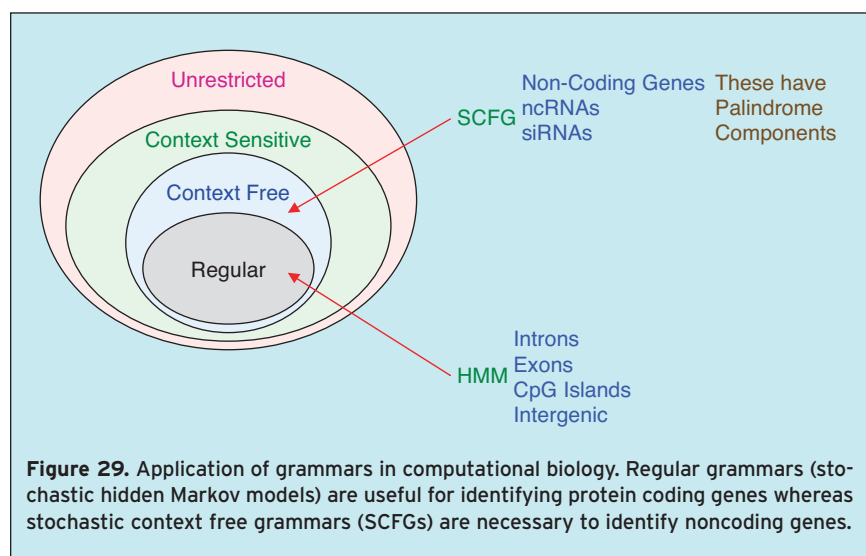 Unrestricted
Context Sensitive
Context Free
Regular
SCFG
Non-Coding Genes
ncRNAs
siRNAs
These have
Palindrome
Components
HMM
Introns
Exons
CpG Islands
Intergenic
Figure 29. Application of grammars in computational biology. Regular grammars (sto-
chastic hidden Markov models) are useful for identifying protein coding genes whereas
stochastic context free grammars (SCFGs) are necessary to identify noncoding genes.